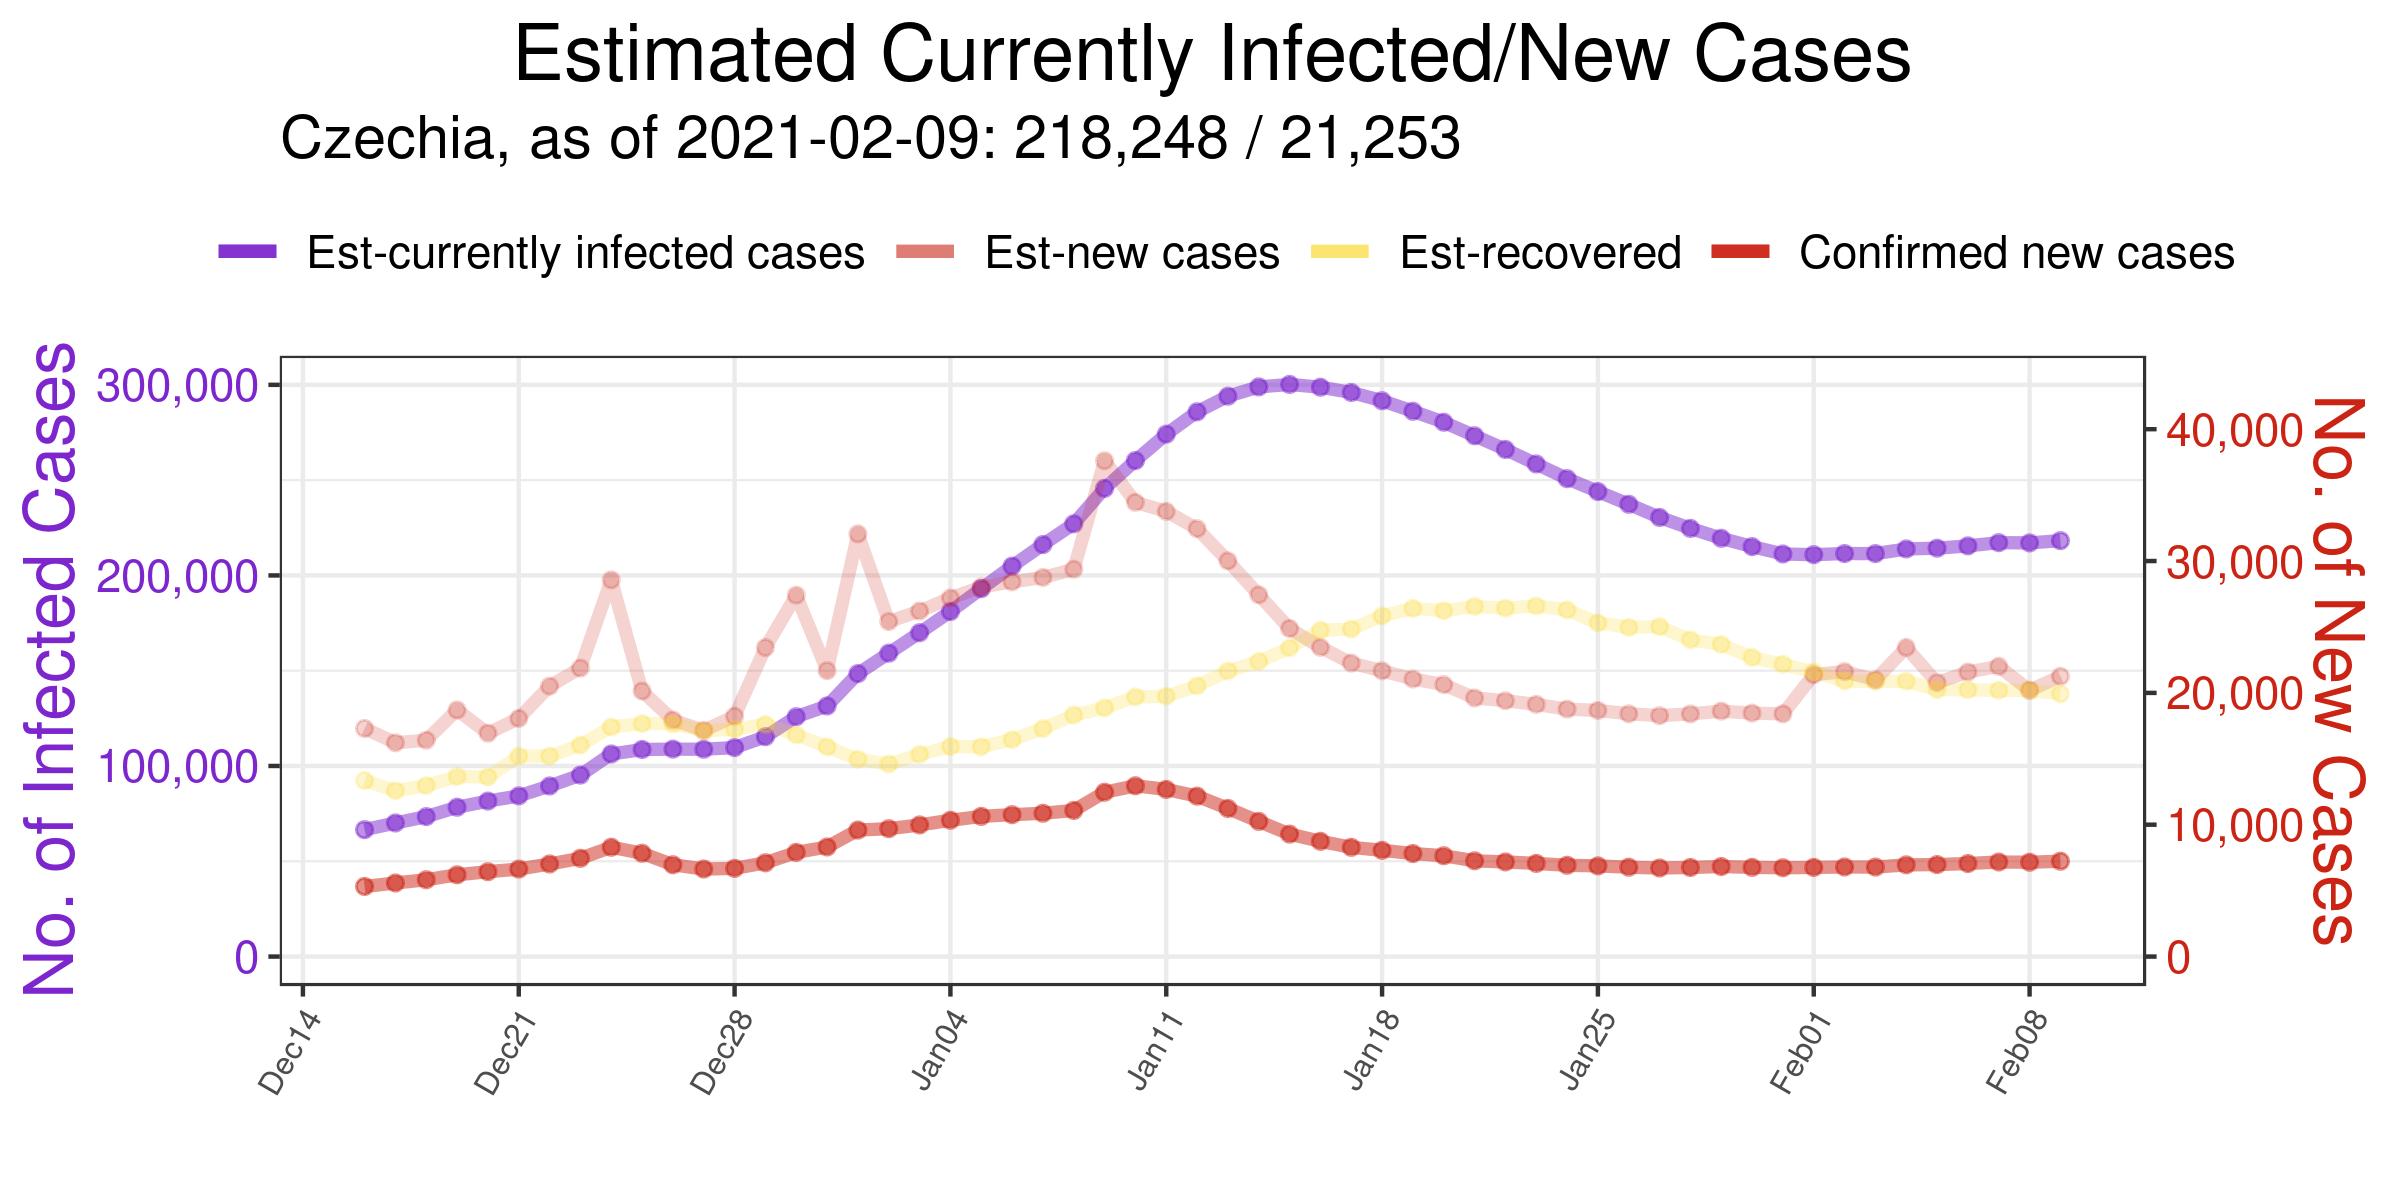 Estimated Currently Infected/New Cases
Czechia, as of 2021-02-09: 218,248 / 21,253
Est-currently infected cases Est-new cases Est-recovered Confirmed new cases
No. of Infected Cases
300,000
200,000
100,000
0
40,000
30,000
20,000
10,000
0
No. of New Cases
Dec14 Dec21 Dec28 Jan04 Jan11 Jan18 Jan25 Feb01 Feb08